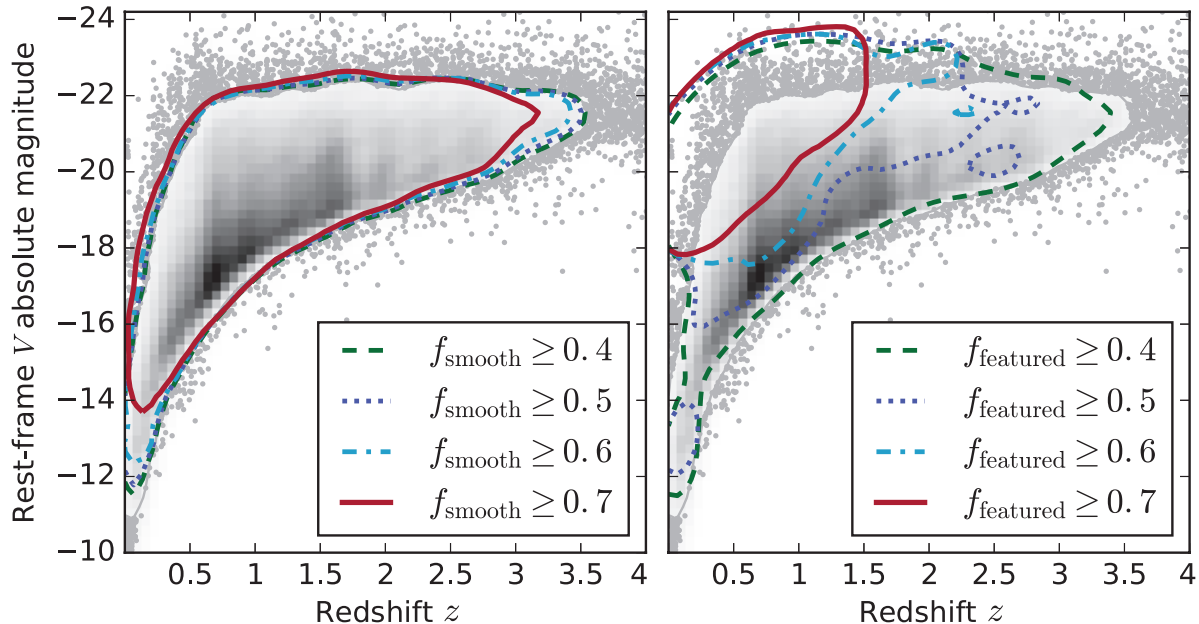 Rest-frame V absolute magnitude
−24
−22
−20
−18
−16
−14
−12
−10
f_smooth ≥ 0.4
f_smooth ≥ 0.5
f_smooth ≥ 0.6
f_smooth ≥ 0.7
0.5 1 1.5 2 2.5 3 3.5 4
Redshift z
f_featured ≥ 0.4
f_featured ≥ 0.5
f_featured ≥ 0.6
f_featured ≥ 0.7
0.5 1 1.5 2 2.5 3 3.5 4
Redshift z